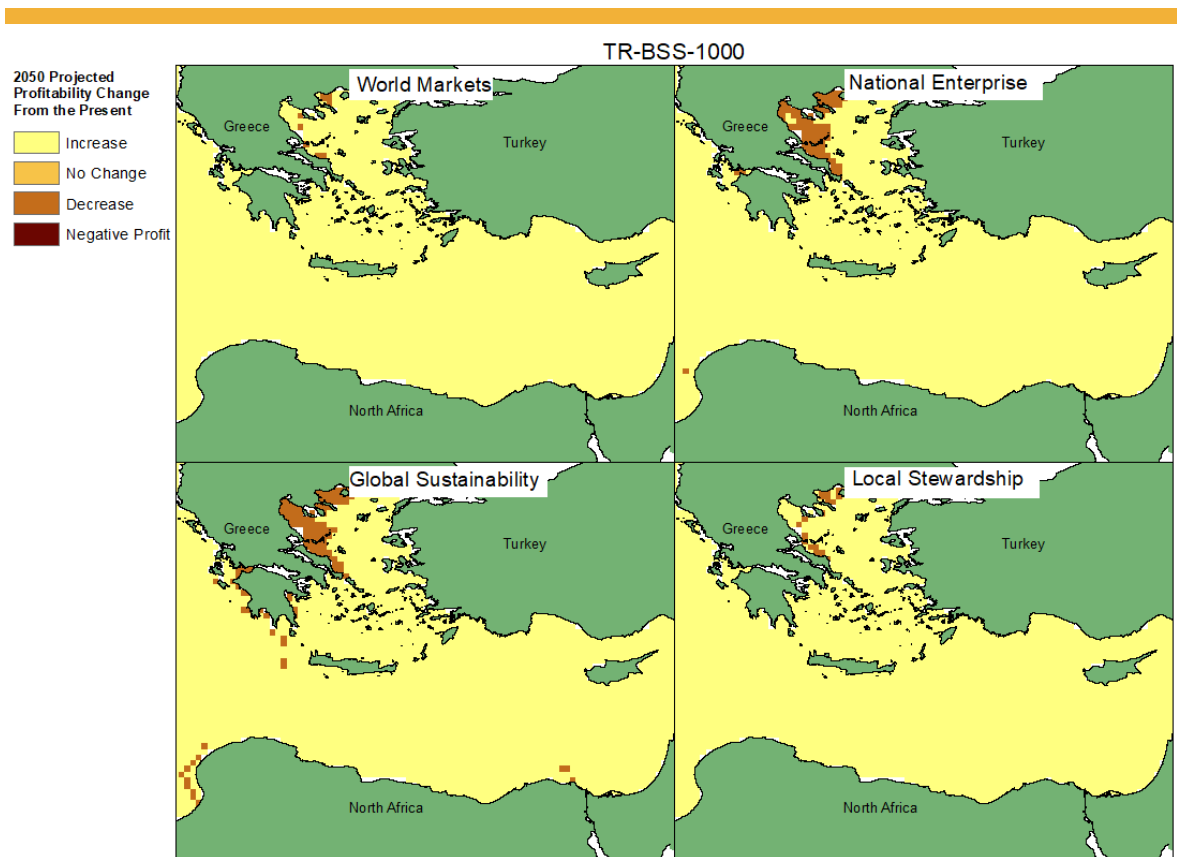 TR-BSS-1000
2050 Projected
Profitability Change
From the Present
Increase
No Change
Decrease
Negative Profit
World Markets
Greece
Turkey
North Africa
National Enterprise
Greece
Turkey
North Africa
Global Sustainability
Greece
Turkey
North Africa
Local Stewardship
Greece
Turkey
North Africa